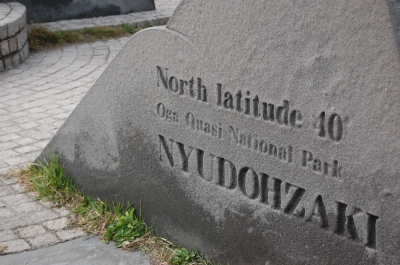 North latitude 40
Oga Quasi National Park
NYUDOHZAKI